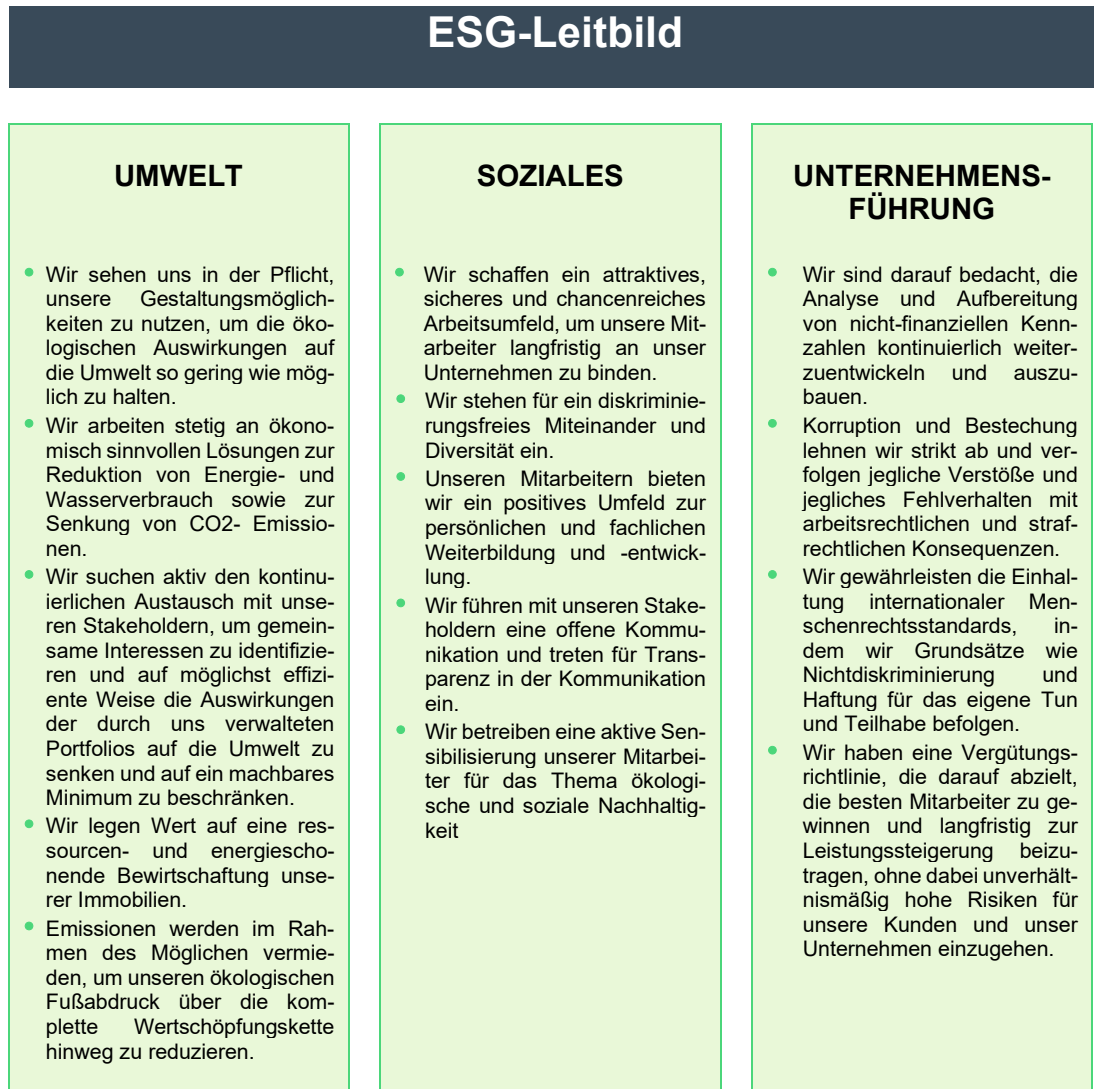 ESG-Leitbild
UMWELT
• Wir sehen uns in der Pflicht,
unsere Gestaltungsmöglich-
keiten zu nutzen, um die öko-
logischen Auswirkungen auf
die Umwelt so gering wie mög-
lich zu halten.
• Wir arbeiten stetig an ökono-
misch sinnvollen Lösungen zur
Reduktion von Energie- und
Wasserverbrauch sowie zur
Senkung von CO2- Emissio-
nen.
• Wir suchen aktiv den kontinu-
ierlichen Austausch mit unse-
ren Stakeholdern, um gemein-
same Interessen zu identifizie-
ren und auf möglichst effizi-
ente Weise die Auswirkungen
der durch uns verwalteten
Portfolios auf die Umwelt zu
senken und auf ein machbares
Minimum zu beschränken.
• Wir legen Wert auf eine res-
sourcen- und energiescho-
nende Bewirtschaftung unse-
rer Immobilien.
• Emissionen werden im Rah-
men des Möglichen vermie-
den, um unseren ökologischen
Fußabdruck über die kom-
plette Wertschöpfungskette
hinweg zu reduzieren.
SOZIALES
• Wir schaffen ein attraktives,
sicheres und chancenreiches
Arbeitsumfeld, um unsere Mit-
arbeiter langfristig an unser
Unternehmen zu binden.
• Wir stehen für ein diskriminie-
rungsfreies Miteinander und
Diversität ein.
• Unseren Mitarbeitern bieten
wir ein positives Umfeld zur
persönlichen und fachlichen
Weiterbildung und -entwick-
lung.
• Wir führen mit unseren Stake-
holdern eine offene Kommu-
nikation und treten für Trans-
parenz in der Kommunikation
ein.
• Wir betreiben eine aktive Sen-
sibilisierung unserer Mitarbei-
ter für das Thema ökologi-
sche und soziale Nachhaltig-
keit
UNTERNEHMENS-
FÜHRUNG
• Wir sind darauf bedacht, die
Analyse und Aufbereitung
von nicht-finanziellen Kenn-
zahlen kontinuierlich weiter-
zuentwickeln und auszu-
bauen.
• Korruption und Bestechung
lehnen wir strikt ab und ver-
folgen jegliche Verstöße und
jegliches Fehlverhalten mit
arbeitsrechtlichen und straf-
rechtlichen Konsequenzen.
• Wir gewährleisten die Einhal-
tung internationaler Men-
schenrechtsstandards, in-
dem wir Grundsätze wie
Nichtdiskriminierung und
Haftung für das eigene Tun
und Teilhabe befolgen.
• Wir haben eine Vergütungs-
richtlinie, die darauf abzielt,
die besten Mitarbeiter zu ge-
winnen und langfristig zur
Leistungssteigerung beizu-
tragen, ohne dabei unverhält-
nismäßig hohe Risiken für
unsere Kunden und unser
Unternehmen einzugehen.